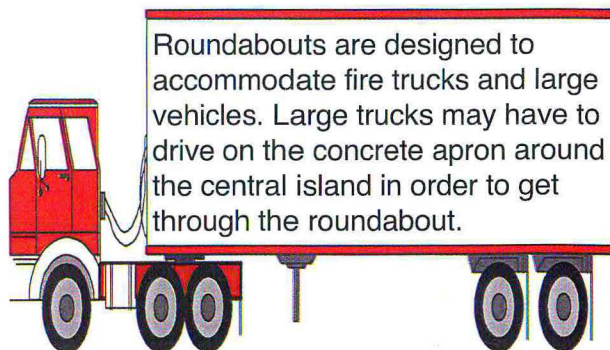 Roundabouts are designed to
accommodate fire trucks and large
vehicles. Large trucks may have to
drive on the concrete apron around
the central island in order to get
through the roundabout.